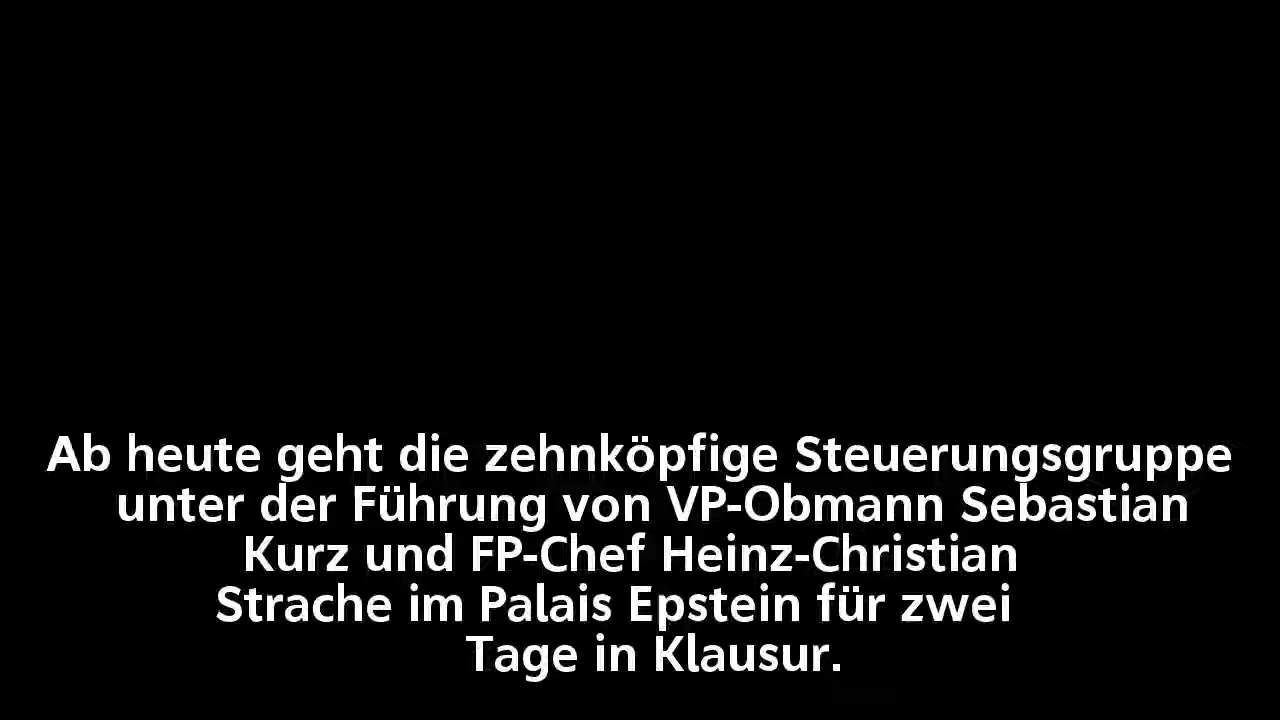 Ab heute geht die zehnköpfige Steuerungsgruppe
unter der Führung von VP-Obmann Sebastian
Kurz und FP-Chef Heinz-Christian
Strache im Palais Epstein für zwei
Tage in Klausur.